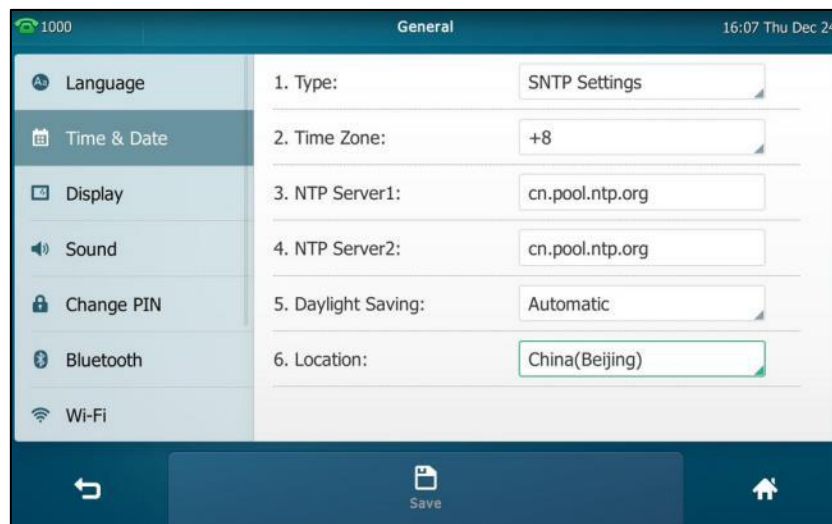 1000 General 16:07 Thu Dec 24
Language
Time & Date
Display
Sound
Change PIN
Bluetooth
Wi-Fi
1. Type: SNTP Settings
2. Time Zone: +8
3. NTP Server1: cn.pool.ntp.org
4. NTP Server2: cn.pool.ntp.org
5. Daylight Saving: Automatic
6. Location: China(Beijing)
Save